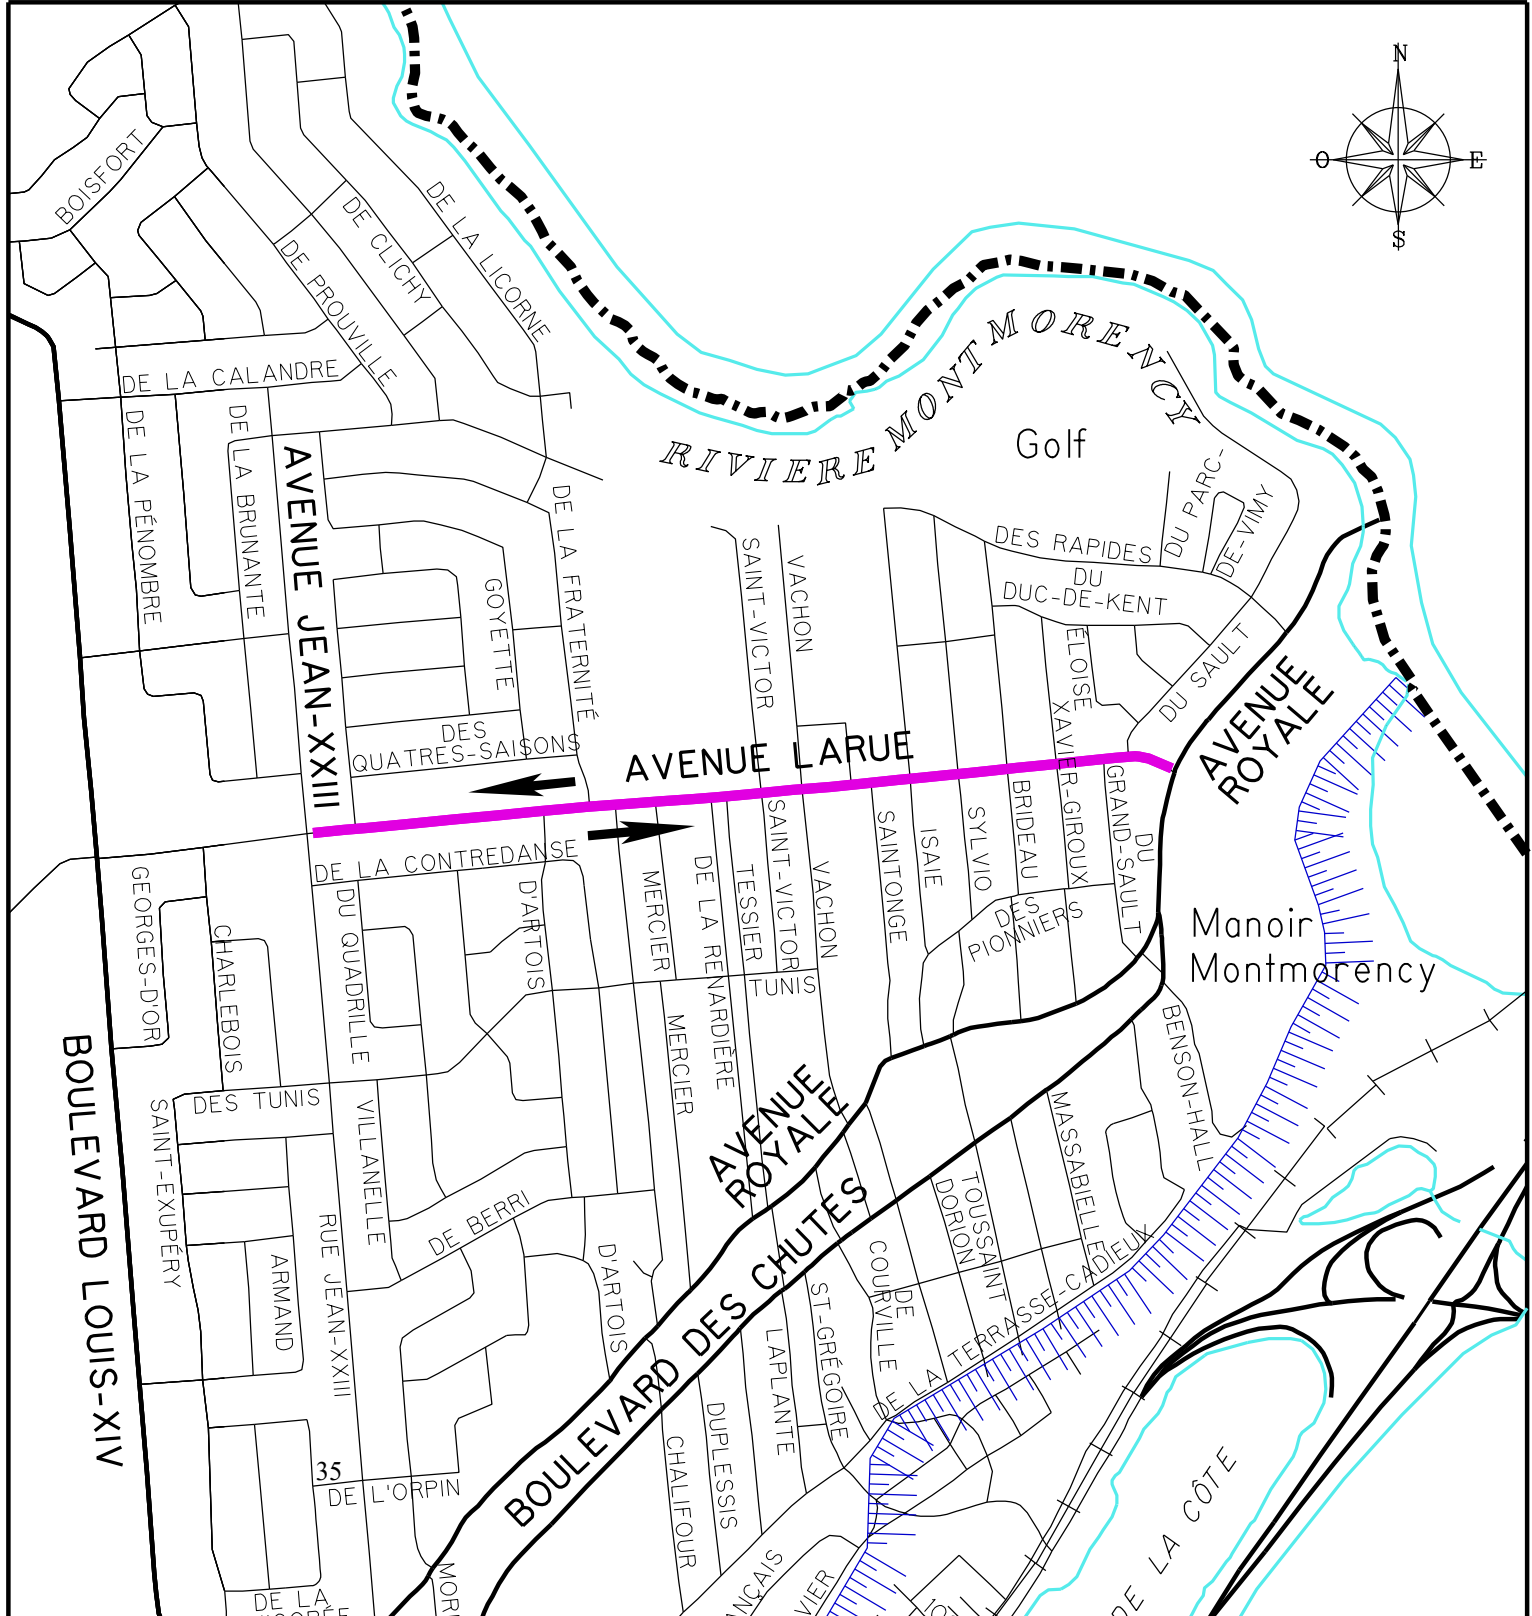 N
O
E
S
BOISFORT
DE LA LICORNE
DE CLICHY
DE PROUVILLE
DE LA CALANDRE
RIVIERE MONTMORENCY
Golf
DE LA PÉNOMBRE
DE LA BRUNANTE
AVENUE JEAN-XXIII
GOYETTE
DE LA FRATERNITÉ
SAINT-VICTOR
VACHON
DES RAPIDES
DU PARC-
DE-VIMY
DU
DUC-DE-KENT
ÉLOISE
DU SAULT
AVENUE
ROYALE
DES
QUATRES-SAISONS
AVENUE LARUE
XAVIER-GIROUX
DE LA CONTREDANSE
GEORGES-D'OR
CHARLEBOIS
DU QUADRILLE
D'ARTOIS
MERCIER
DE LA RENARDIÈRE
TESSIER
SAINT-VICTOR
VACHON
SAINTONGE
ISAIE
SYLVIO
BRIDEAU
DU
GRAND-SAULT
DES
PIONNIERS
Manoir
Montmorency
TUNIS
BOULEVARD LOUIS-XIV
DES TUNIS
MERCIER
AVENUE
ROYALE
BENSON-HALL
SAINT-EXUPÉRY
VILLANELLE
MASSABIELLE
DE BERRI
ARMAND
RUE JEAN-XXIII
D'ARTOIS
BOULEVARD DES CHUTES
TOUSSAINT
DORION
DE
COURVILLE
ST-GRÉGOIRE
LAPLANTE
DE LA TERRASSE-CADIEUX
DUPLESSIS
CHALIFOUR
35
DE L'ORPIN
DE LA CÔTE
DE LA